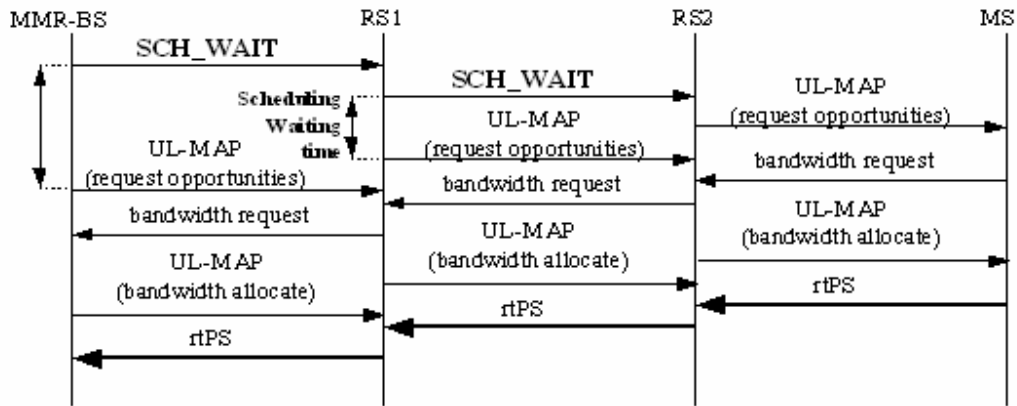 MMR-BS RS1 RS2 MS
SCH_WAIT
SCH_WAIT
UL-MAP
(request opportunities)
Scheduling
Waiting
time
UL-MAP
(request opportunities)
UL-MAP
(request opportunities)
bandwidth request
bandwidth request
bandwidth request
UL-MAP
(bandwidth allocate)
UL-MAP
(bandwidth allocate)
UL-MAP
(bandwidth allocate)
rtPS
rtPS
rtPS